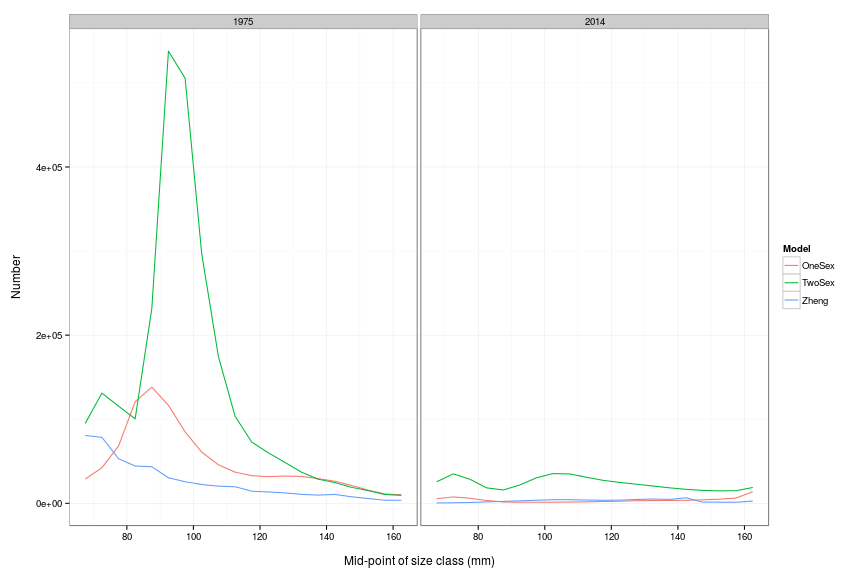 1975 2014
Number
4e+05
2e+05
0e+00
80 100 120 140 160 80 100 120 140 160
Mid-point of size class (mm)
Model
OneSex
TwoSex
Zheng